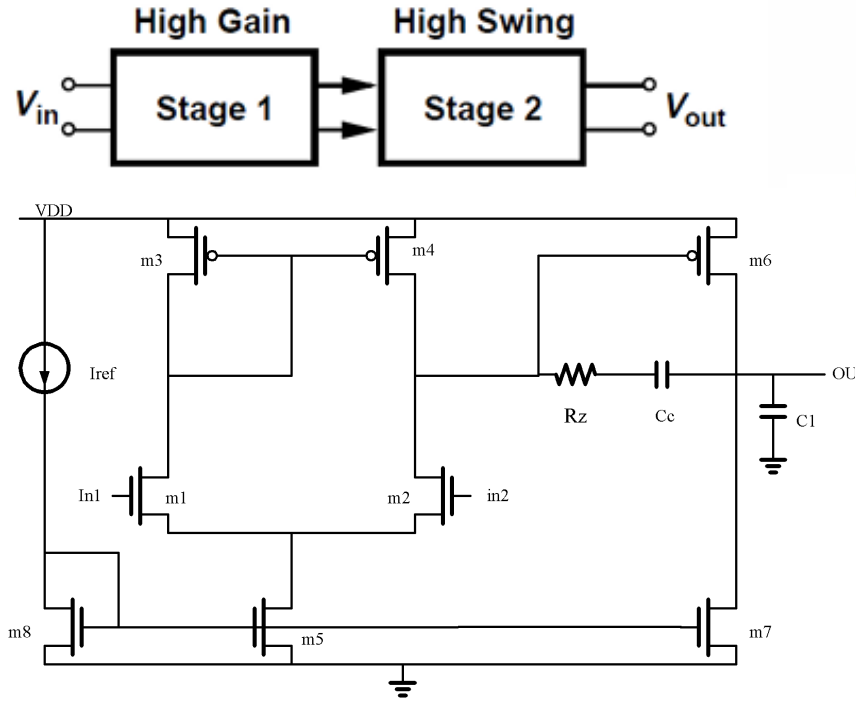 High Gain High Swing
Vin Stage 1 Stage 2 Vout
VDD
m3 m4 m6
Iref OU
Rz Cc C1
In1 m1 m2 in2
m8 m5 m7